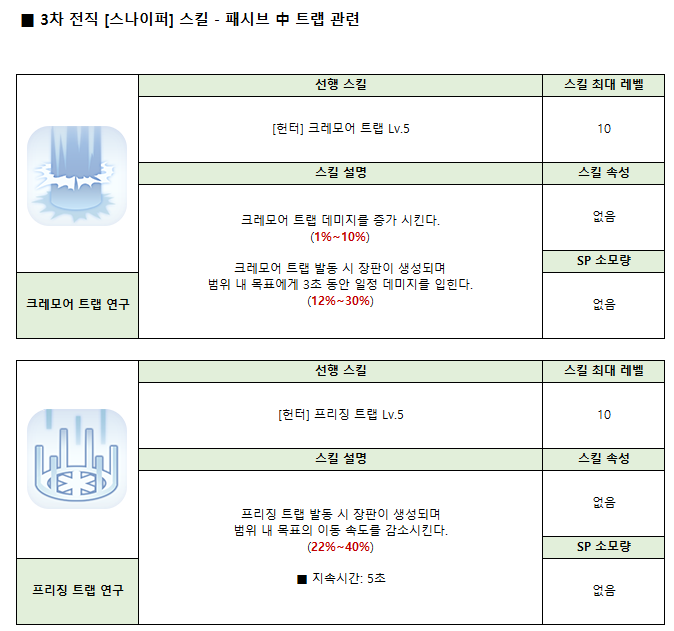 ■ 3차 전직 [스나이퍼] 스킬 - 패시브 中 트랩 관련
선행 스킬
스킬 최대 레벨
[헌터] 크레모어 트랩 Lv.5
10
스킬 설명
스킬 속성
크레모어 트랩 데미지를 증가 시킨다.
(1%~10%)
크레모어 트랩 발동 시 장판이 생성되며
범위 내 목표에게 3초 동안 일정 데미지를 입힌다.
(12%~30%)
없음
SP 소모량
없음
크레모어 트랩 연구
선행 스킬
스킬 최대 레벨
[헌터] 프리징 트랩 Lv.5
10
스킬 설명
스킬 속성
프리징 트랩 발동 시 장판이 생성되며
범위 내 목표의 이동 속도를 감소시킨다.
(22%~40%)
■ 지속시간: 5초
없음
SP 소모량
없음
프리징 트랩 연구